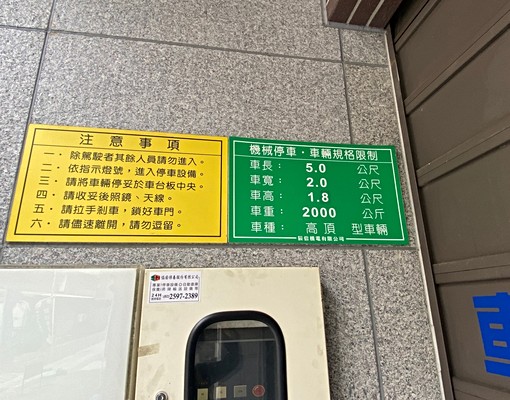 注意事項
一．除駕駛者其餘人員請勿進入。
二．依指示燈號，進入停車設備。
三．請將車輛停妥於車台板中央。
四．請收妥後照鏡、天線。
五．請拉手剎車，鎖好車門。
六．請儘速離開，請勿逗留。
機械停車．車輛規格限制
車長： 5.0 公尺
車寬： 2.0 公尺
車高： 1.8 公尺
車重： 2000 公斤
車種： 高頂 型車輛
24H
2597-2389